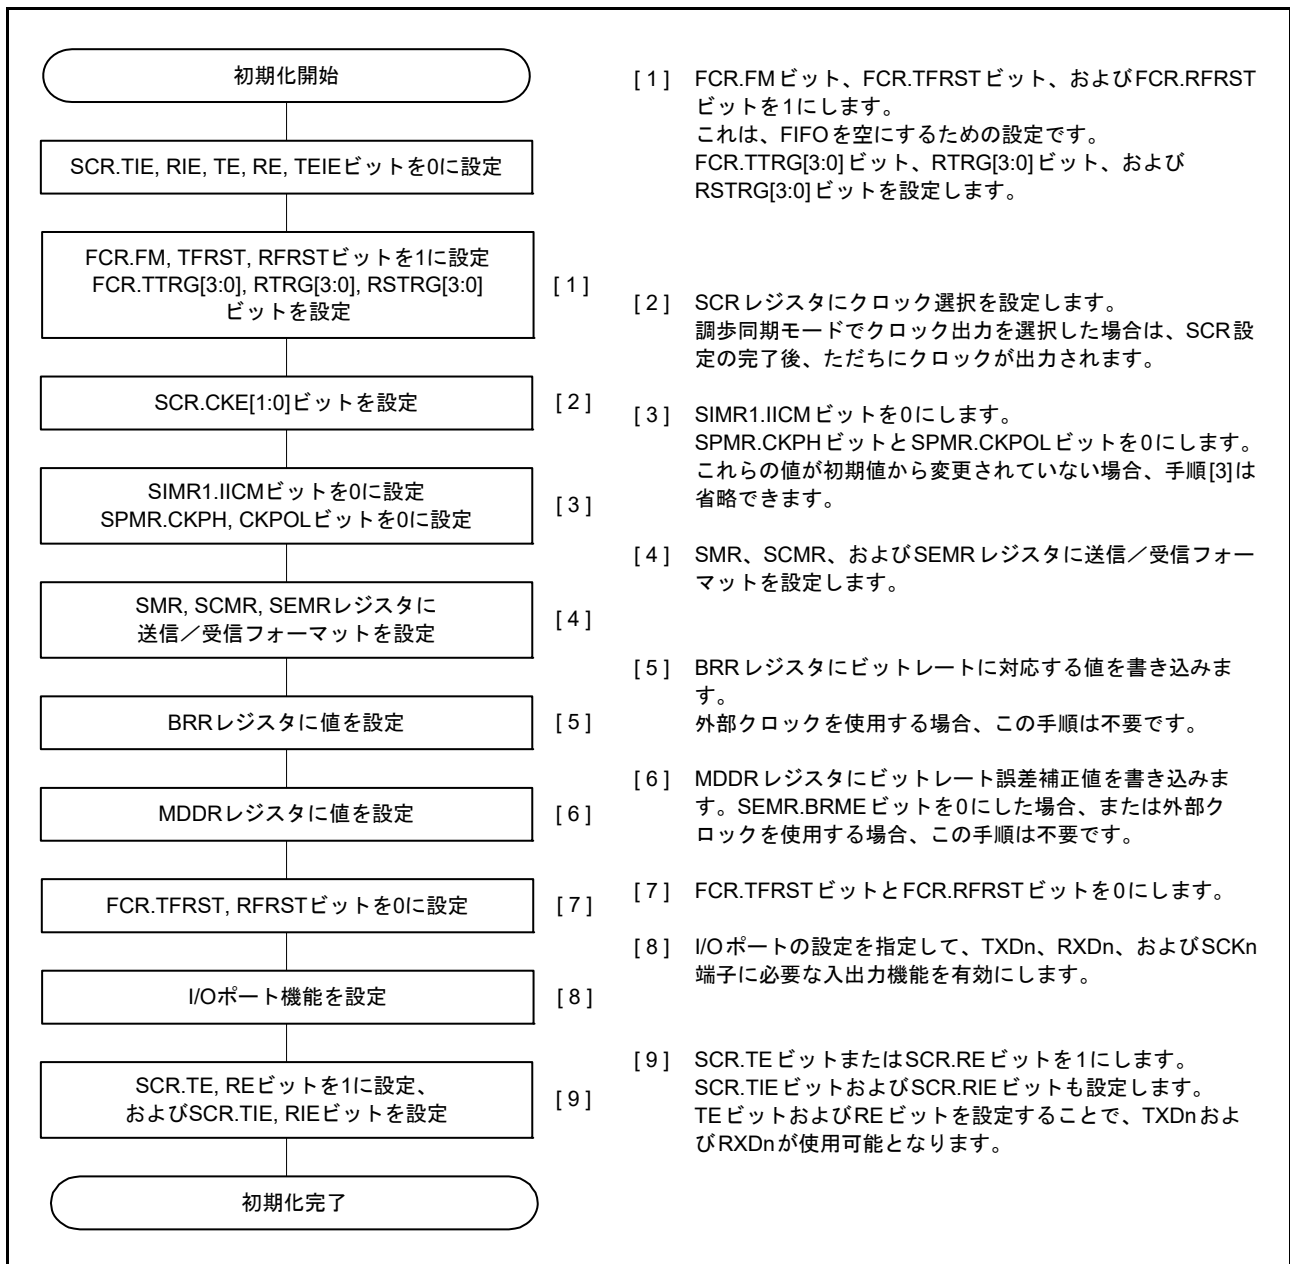 初期化開始
SCR.TIE, RIE, TE, RE, TEIEビットを0に設定
FCR.FM, TFRST, RFRSTビットを1に設定
FCR.TTRG[3:0], RTRG[3:0], RSTRG[3:0]
ビットを設定
[ 1 ]
SCR.CKE[1:0]ビットを設定
[ 2 ]
SIMR1.IICMビットを0に設定
SPMR.CKPH, CKPOLビットを0に設定
[ 3 ]
SMR, SCMR, SEMRレジスタに
送信／受信フォーマットを設定
[ 4 ]
BRRレジスタに値を設定
[ 5 ]
MDDRレジスタに値を設定
[ 6 ]
FCR.TFRST, RFRSTビットを0に設定
[ 7 ]
I/Oポート機能を設定
[ 8 ]
SCR.TE, REビットを1に設定、
およびSCR.TIE, RIEビットを設定
[ 9 ]
初期化完了
[ 1 ] FCR.FMビット、FCR.TFRSTビット、およびFCR.RFRST
ビットを1にします。
これは、FIFOを空にするための設定です。
FCR.TTRG[3:0]ビット、RTRG[3:0]ビット、および
RSTRG[3:0]ビットを設定します。
[ 2 ] SCRレジスタにクロック選択を設定します。
調歩同期モードでクロック出力を選択した場合は、SCR設
定の完了後、ただちにクロックが出力されます。
[ 3 ] SIMR1.IICMビットを0にします。
SPMR.CKPHビットとSPMR.CKPOLビットを0にします。
これらの値が初期値から変更されていない場合、手順[3]は
省略できます。
[ 4 ] SMR、SCMR、およびSEMRレジスタに送信／受信フォー
マットを設定します。
[ 5 ] BRRレジスタにビットレートに対応する値を書き込みま
す。
外部クロックを使用する場合、この手順は不要です。
[ 6 ] MDDRレジスタにビットレート誤差補正値を書き込みま
す。SEMR.BRMEビットを0にした場合、または外部ク
ロックを使用する場合、この手順は不要です。
[ 7 ] FCR.TFRSTビットとFCR.RFRSTビットを0にします。
[ 8 ] I/Oポートの設定を指定して、TXDn、RXDn、およびSCKn
端子に必要な入出力機能を有効にします。
[ 9 ] SCR.TEビットまたはSCR.REビットを1にします。
SCR.TIEビットおよびSCR.RIEビットも設定します。
TEビットおよびREビットを設定することで、TXDnおよ
びRXDnが使用可能となります。